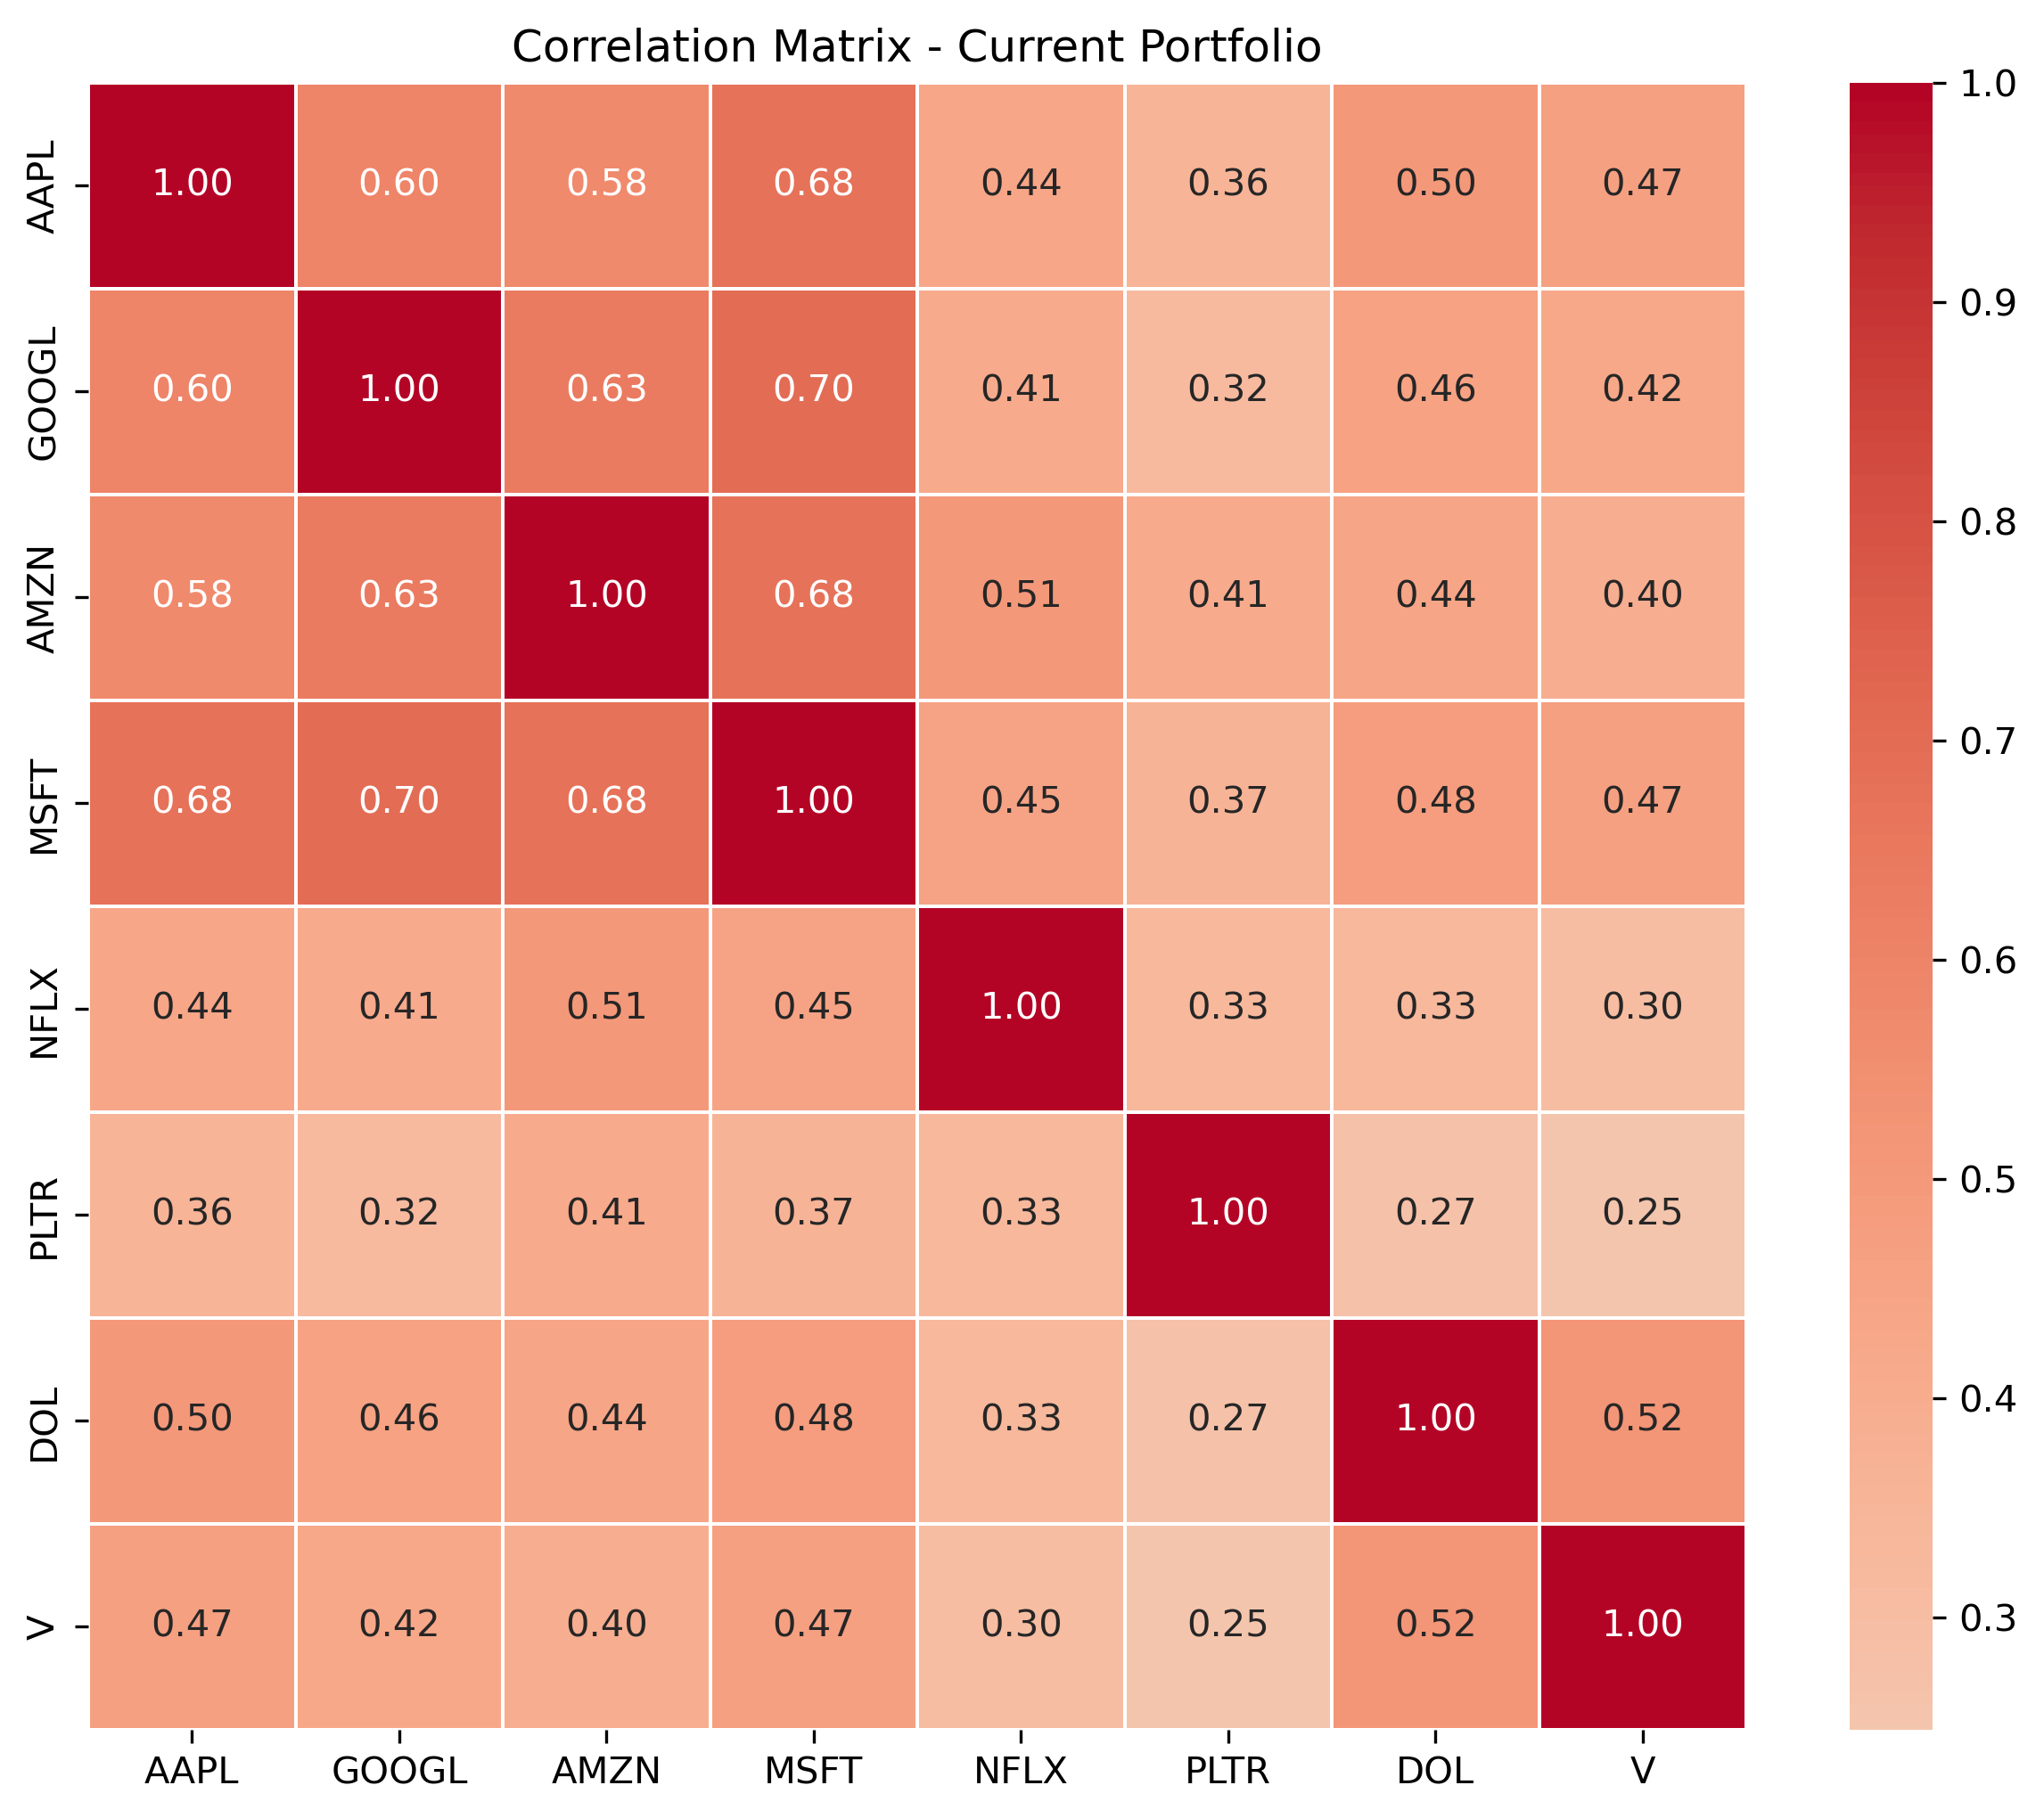 Correlation Matrix - Current Portfolio
AAPL 1.00 0.60 0.58 0.68 0.44 0.36 0.50 0.47
GOOGL 0.60 1.00 0.63 0.70 0.41 0.32 0.46 0.42
AMZN 0.58 0.63 1.00 0.68 0.51 0.41 0.44 0.40
MSFT 0.68 0.70 0.68 1.00 0.45 0.37 0.48 0.47
NFLX 0.44 0.41 0.51 0.45 1.00 0.33 0.33 0.30
PLTR 0.36 0.32 0.41 0.37 0.33 1.00 0.27 0.25
DOL 0.50 0.46 0.44 0.48 0.33 0.27 1.00 0.52
V 0.47 0.42 0.40 0.47 0.30 0.25 0.52 1.00
AAPL GOOGL AMZN MSFT NFLX PLTR DOL V
1.0
0.9
0.8
0.7
0.6
0.5
0.4
0.3